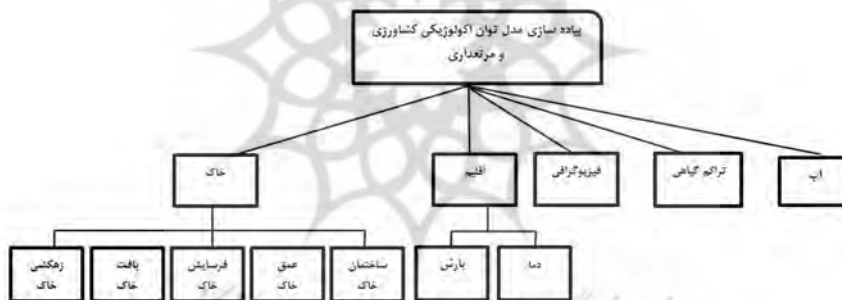 پیاده سازی مدل توان اکولوژیکی کشاورزی
و مرتعداری
آب
تراکم گیاهی
فیزیوگرافی
اقلیم
خاک
دما
بارش
ساختمان
خاک
عمق
خاک
فرسایش
خاک
بافت
خاک
زهکشی
خاک